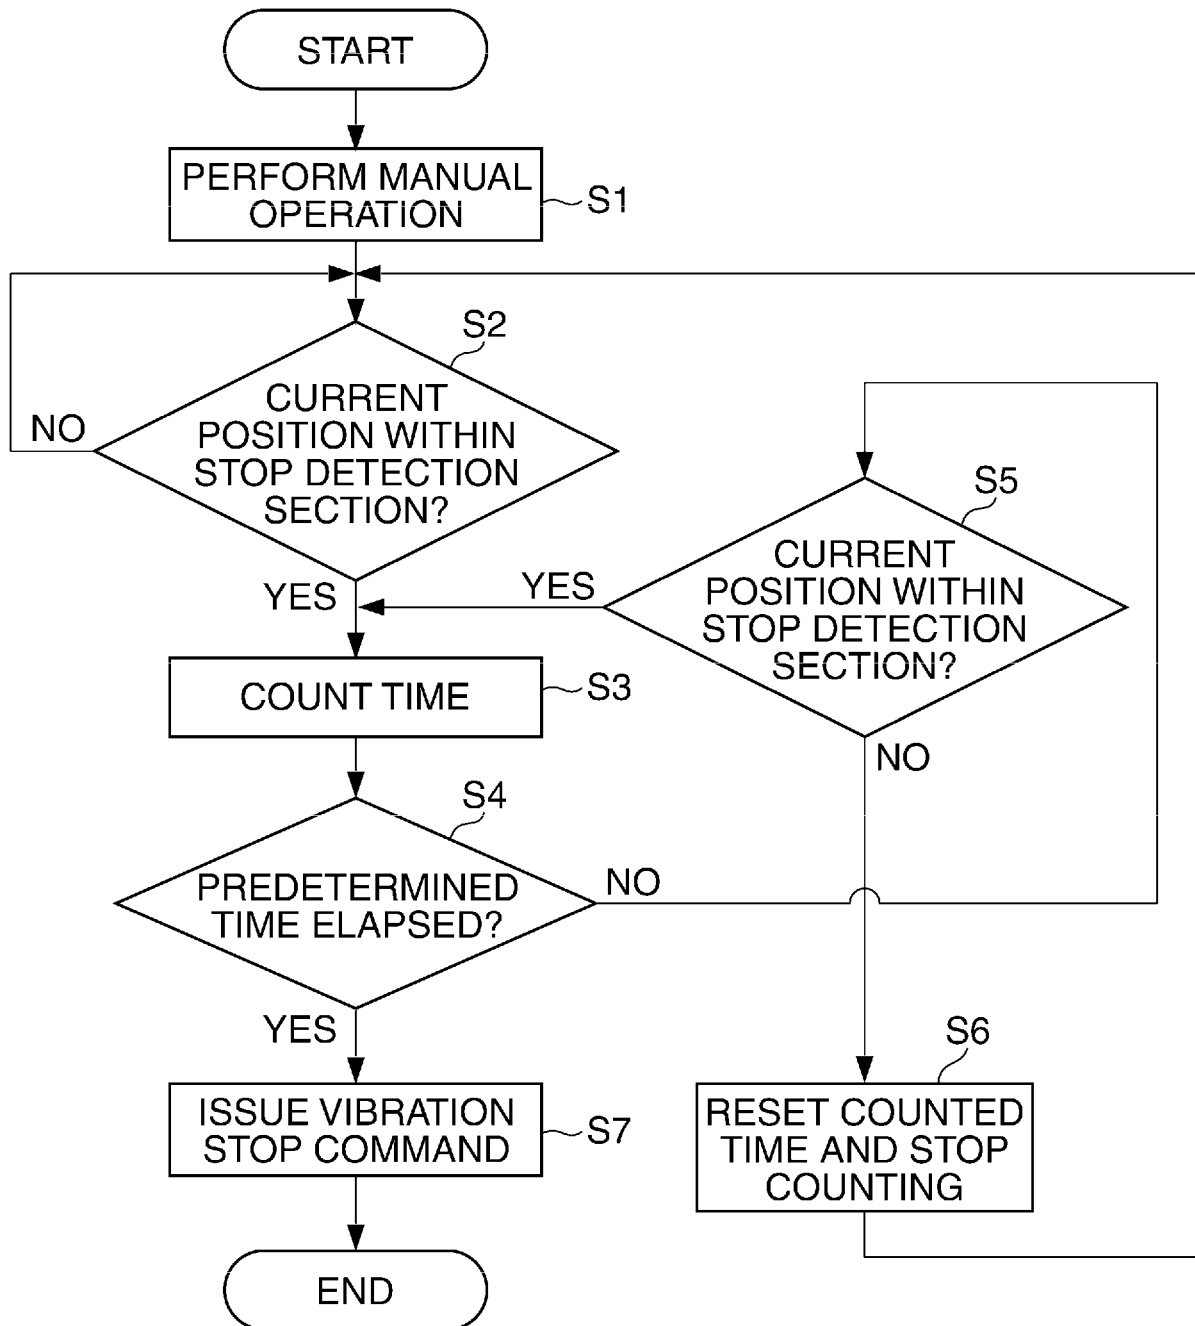 START
PERFORM MANUAL
OPERATION
S1
S2
CURRENT
POSITION WITHIN
STOP DETECTION
SECTION?
NO
YES
S5
CURRENT
POSITION WITHIN
STOP DETECTION
SECTION?
YES
NO
COUNT TIME
S3
S4
PREDETERMINED
TIME ELAPSED?
NO
YES
ISSUE VIBRATION
STOP COMMAND
S7
S6
RESET COUNTED
TIME AND STOP
COUNTING
END